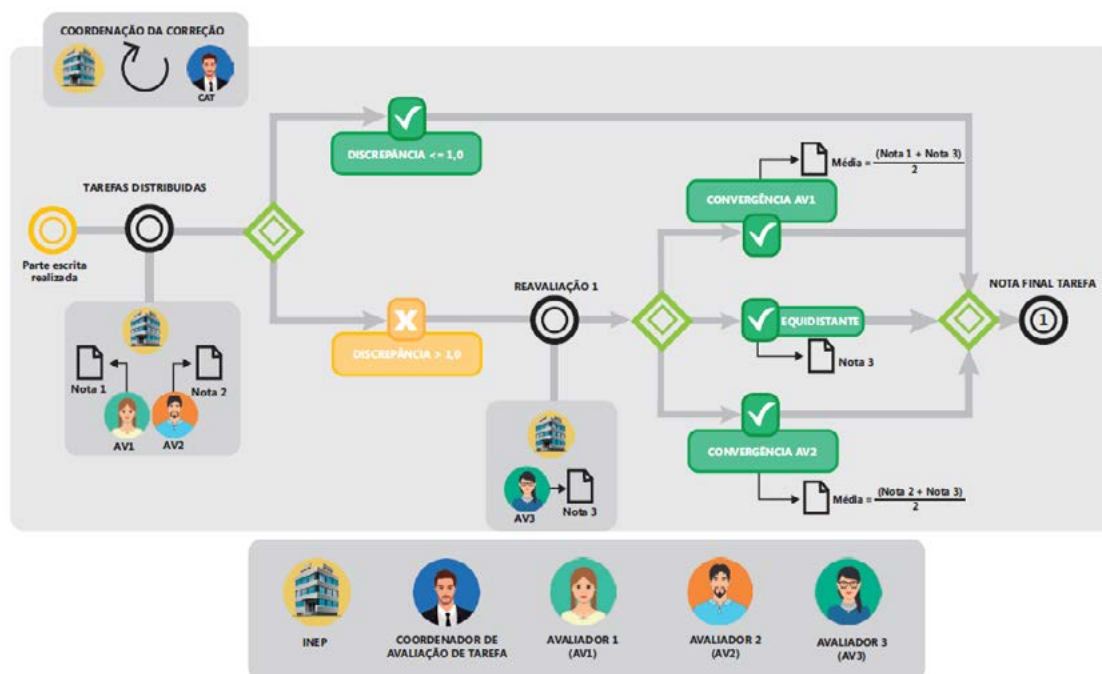 COORDENAÇÃO DA CORREÇÃO
CAT
DISCREPÂNCIA <= 1,0
TAREFAS DISTRIBUIDAS
Parte escrita
realizada
Nota 1
Nota 2
AV1
AV2
DISCREPÂNCIA > 1,0
REAVALIAÇÃO 1
AV3
Nota 3
Média = (Nota 1 + Nota 3)
2
CONVERGÊNCIA AV1
EQUIDISTANTE
Nota 3
CONVERGÊNCIA AV2
Média = (Nota 2 + Nota 3)
2
NOTA FINAL TAREFA
1
INEP
COORDENADOR DE
AVALIAÇÃO DE TAREFA
AVALIADOR 1
(AV1)
AVALIADOR 2
(AV2)
AVALIADOR 3
(AV3)